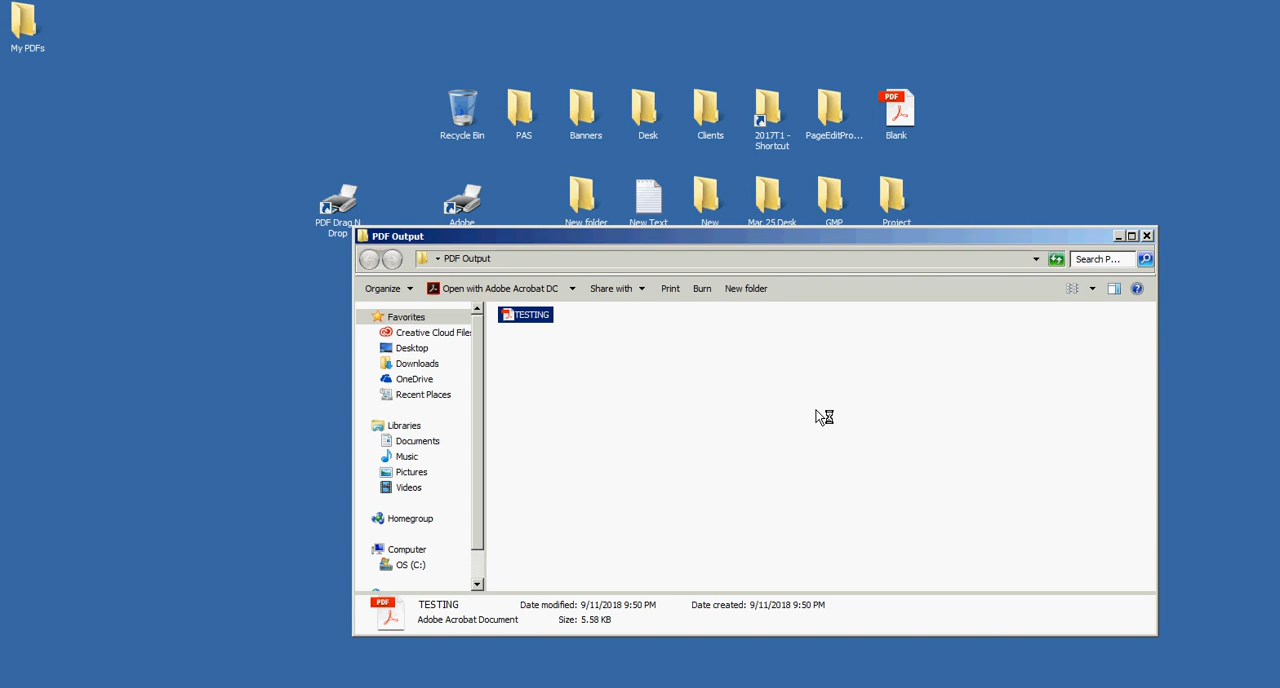 My PDFs
Recycle Bin
PAS
Banners
Desk
Clients
2017T1 -
Shortcut
PageEditPro...
PDF
Blank
PDF Drag N
Drop
Adobe
New folder
New Text
New
Mar 25 Desk
GMP
Project
PDF Output
PDF Output
Search P...
Organize
Open with Adobe Acrobat DC
Share with
Print
Burn
New folder
Favorites
Creative Cloud File
Desktop
Downloads
OneDrive
Recent Places
Libraries
Documents
Music
Pictures
Videos
Homegroup
Computer
OS (C:)
TESTING
PDF
TESTING
Date modified: 9/11/2018 9:50 PM
Date created: 9/11/2018 9:50 PM
Adobe Acrobat Document
Size: 5.58 KB